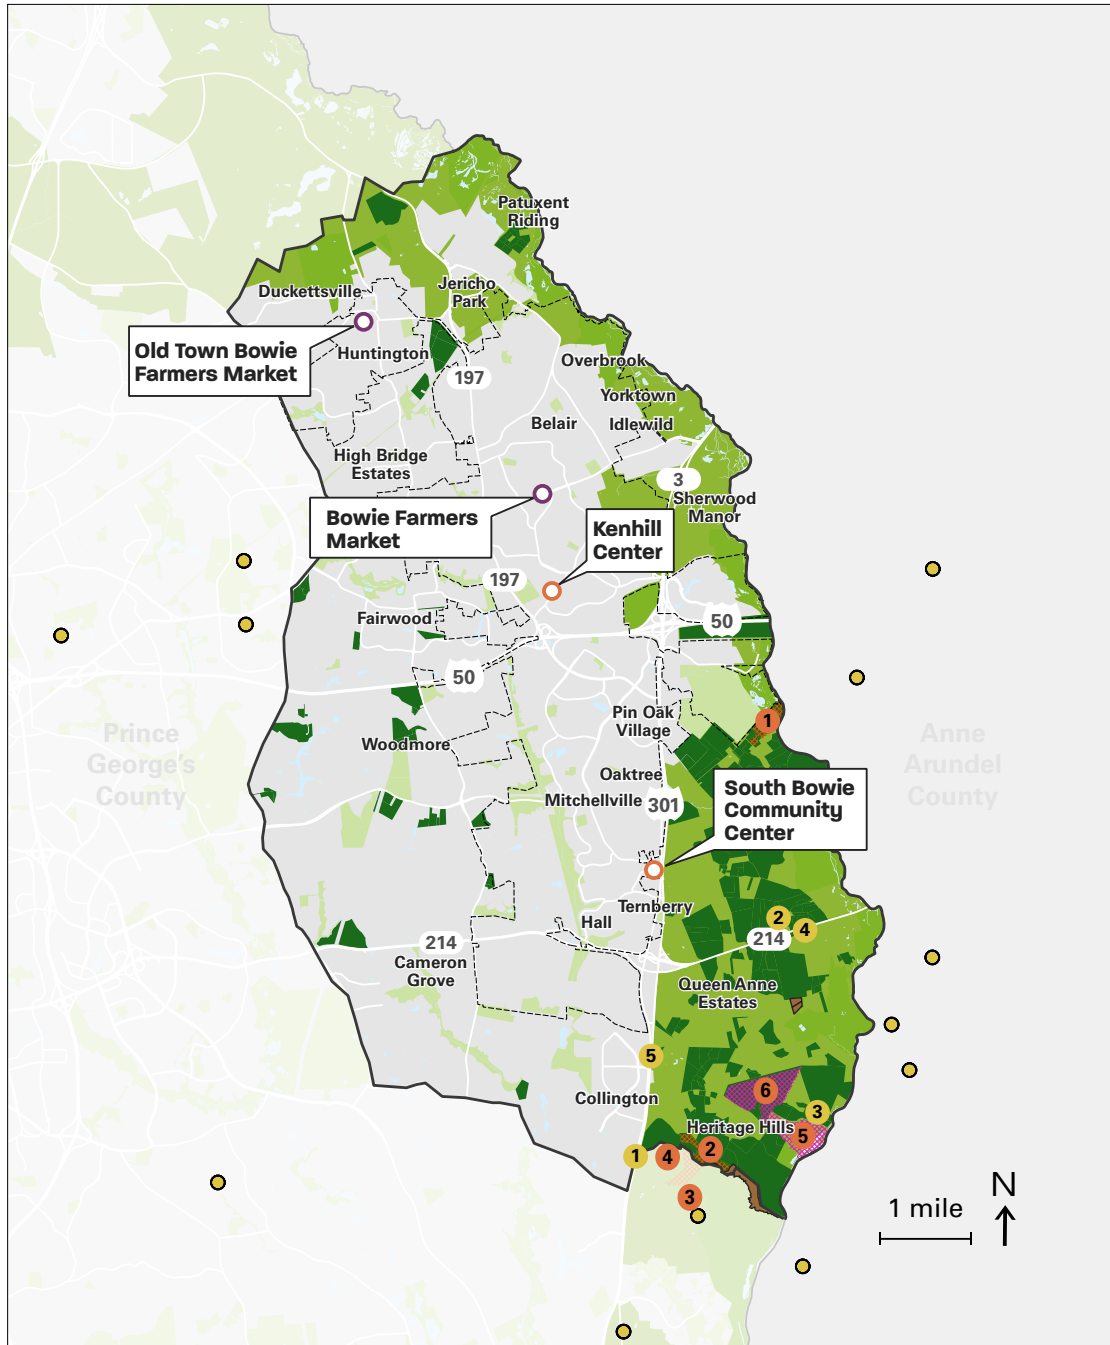 Patuxent
Riding
Duckettsville
Jericho
Park
Old Town Bowie
Farmers Market
Huntington
197
Overbrook
Yorktown
Belair
Idlewild
High Bridge
Estates
3
Sherwood
Manor
Bowie Farmers
Market
Kenhill
Center
197
Fairwood
50
50
Pin Oak
Village
1
Prince
George's
County
Woodmore
Anne
Arundel
County
Oaktree
Mitchellville
301
South Bowie
Community
Center
Ternberry
Hall
2
4
214
214
Cameron
Grove
Queen Anne
Estates
5
6
Collington
3
Heritage Hills
5
1
4
2
3
1 mile
N